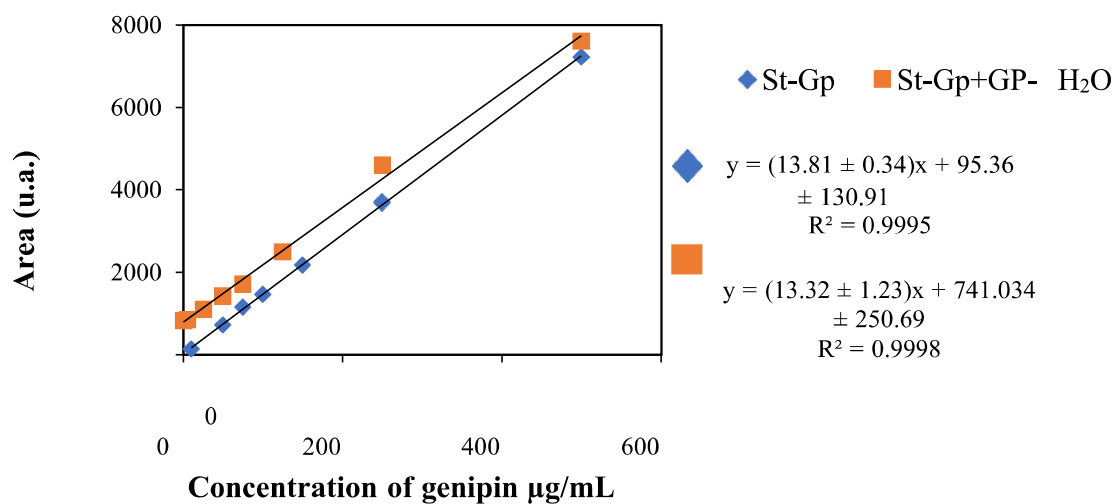 8000
6000
4000
2000
0
0 200 400 600
Area (u.a.)
Concentration of genipin µg/mL
St-Gp St-Gp+GP- H₂O
y = (13.81 ± 0.34)x + 95.36
± 130.91
R² = 0.9995
y = (13.32 ± 1.23)x + 741.034
± 250.69
R² = 0.9998